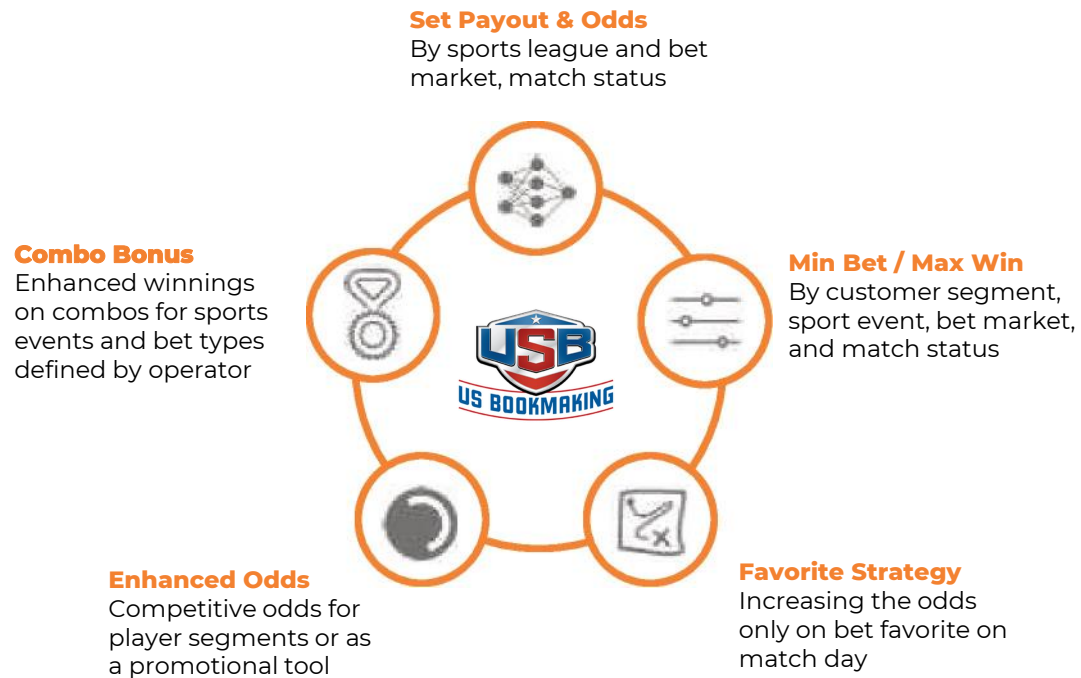 Set Payout & Odds
By sports league and bet
market, match status
Combo Bonus
Enhanced winnings
on combos for sports
events and bet types
defined by operator
Min Bet / Max Win
By customer segment,
sport event, bet market,
and match status
USB
US BOOKMAKING
Enhanced Odds
Competitive odds for
player segments or as
a promotional tool
Favorite Strategy
Increasing the odds
only on bet favorite on
match day